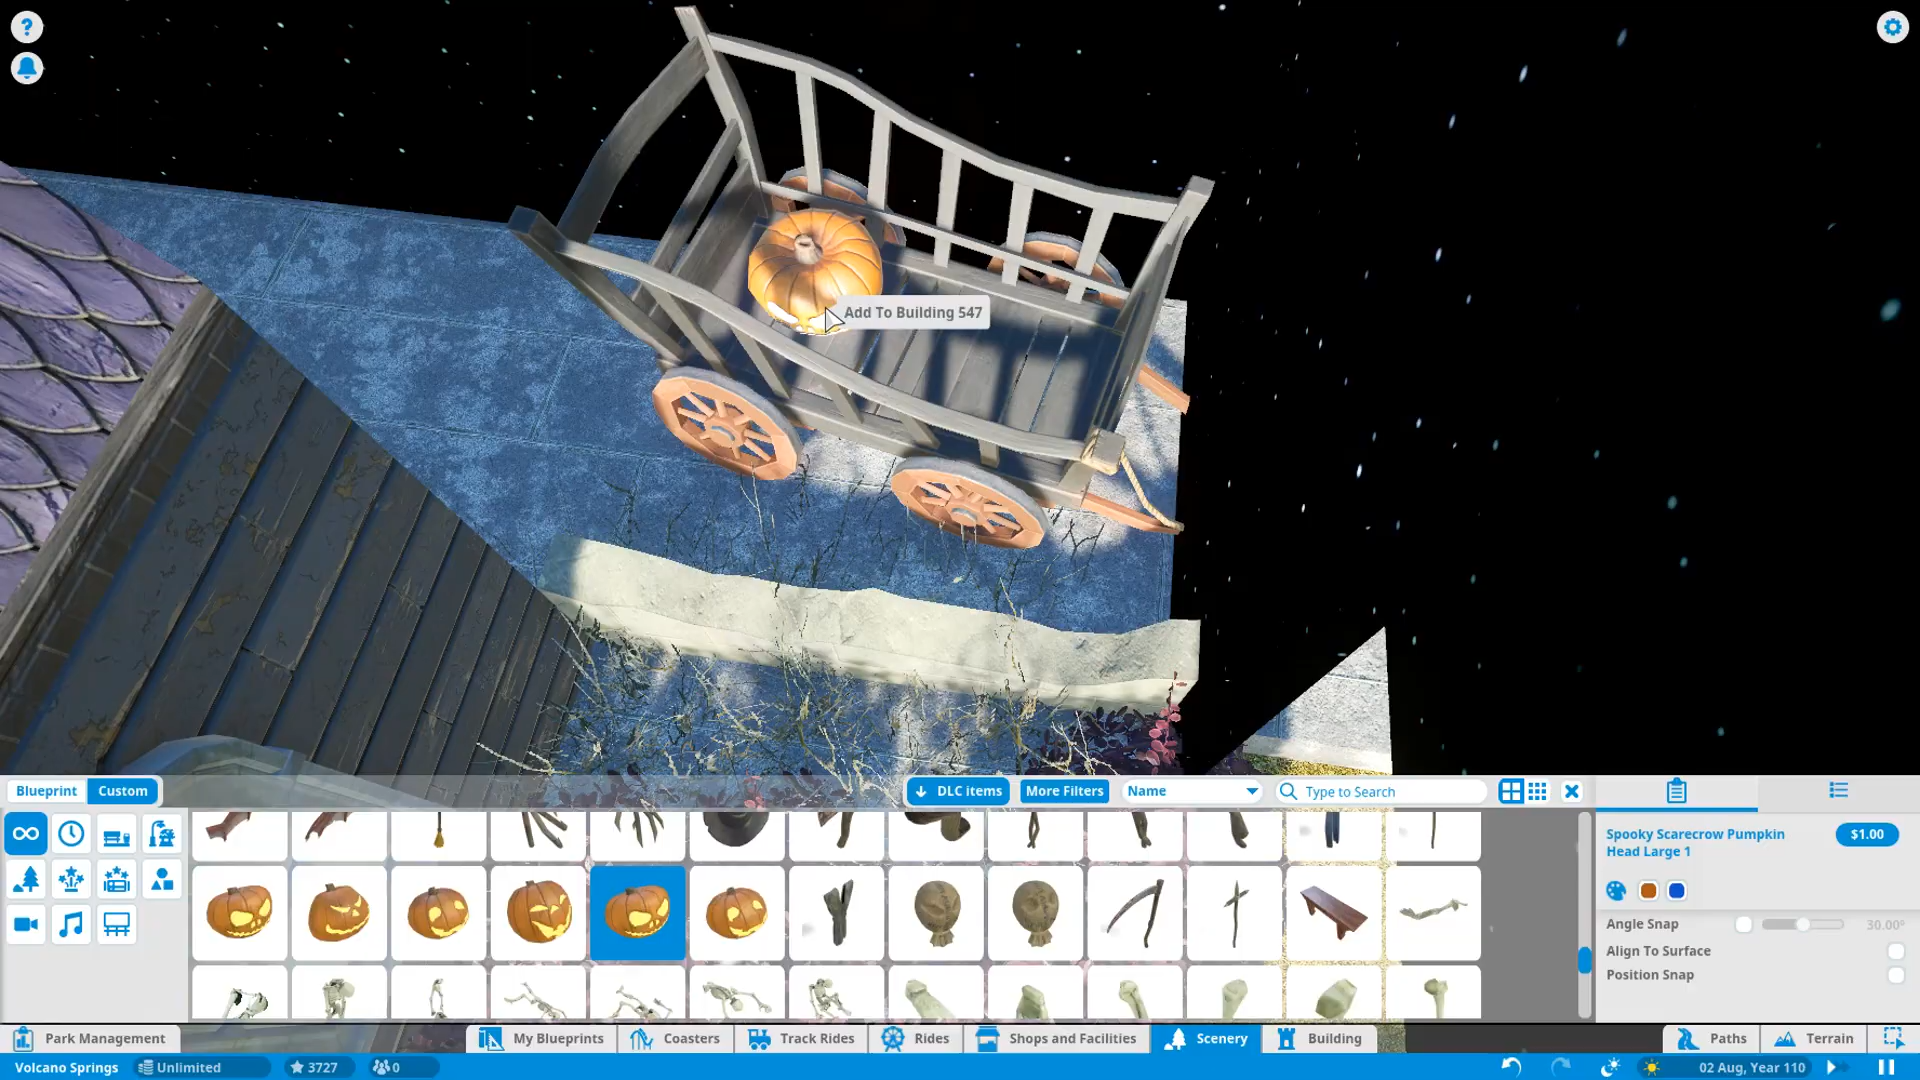 ?
Add To Building 547
Blueprint
Custom
DLC items
More Filters
Name
Type to Search
Spooky Scarecrow Pumpkin
Head Large 1
$1.00
Angle Snap
30.00°
Align To Surface
Position Snap
Park Management
My Blueprints
Coasters
Track Rides
Rides
Shops and Facilities
Scenery
Building
Paths
Terrain
Volcano Springs
Unlimited
3727
0
02 Aug, Year 110